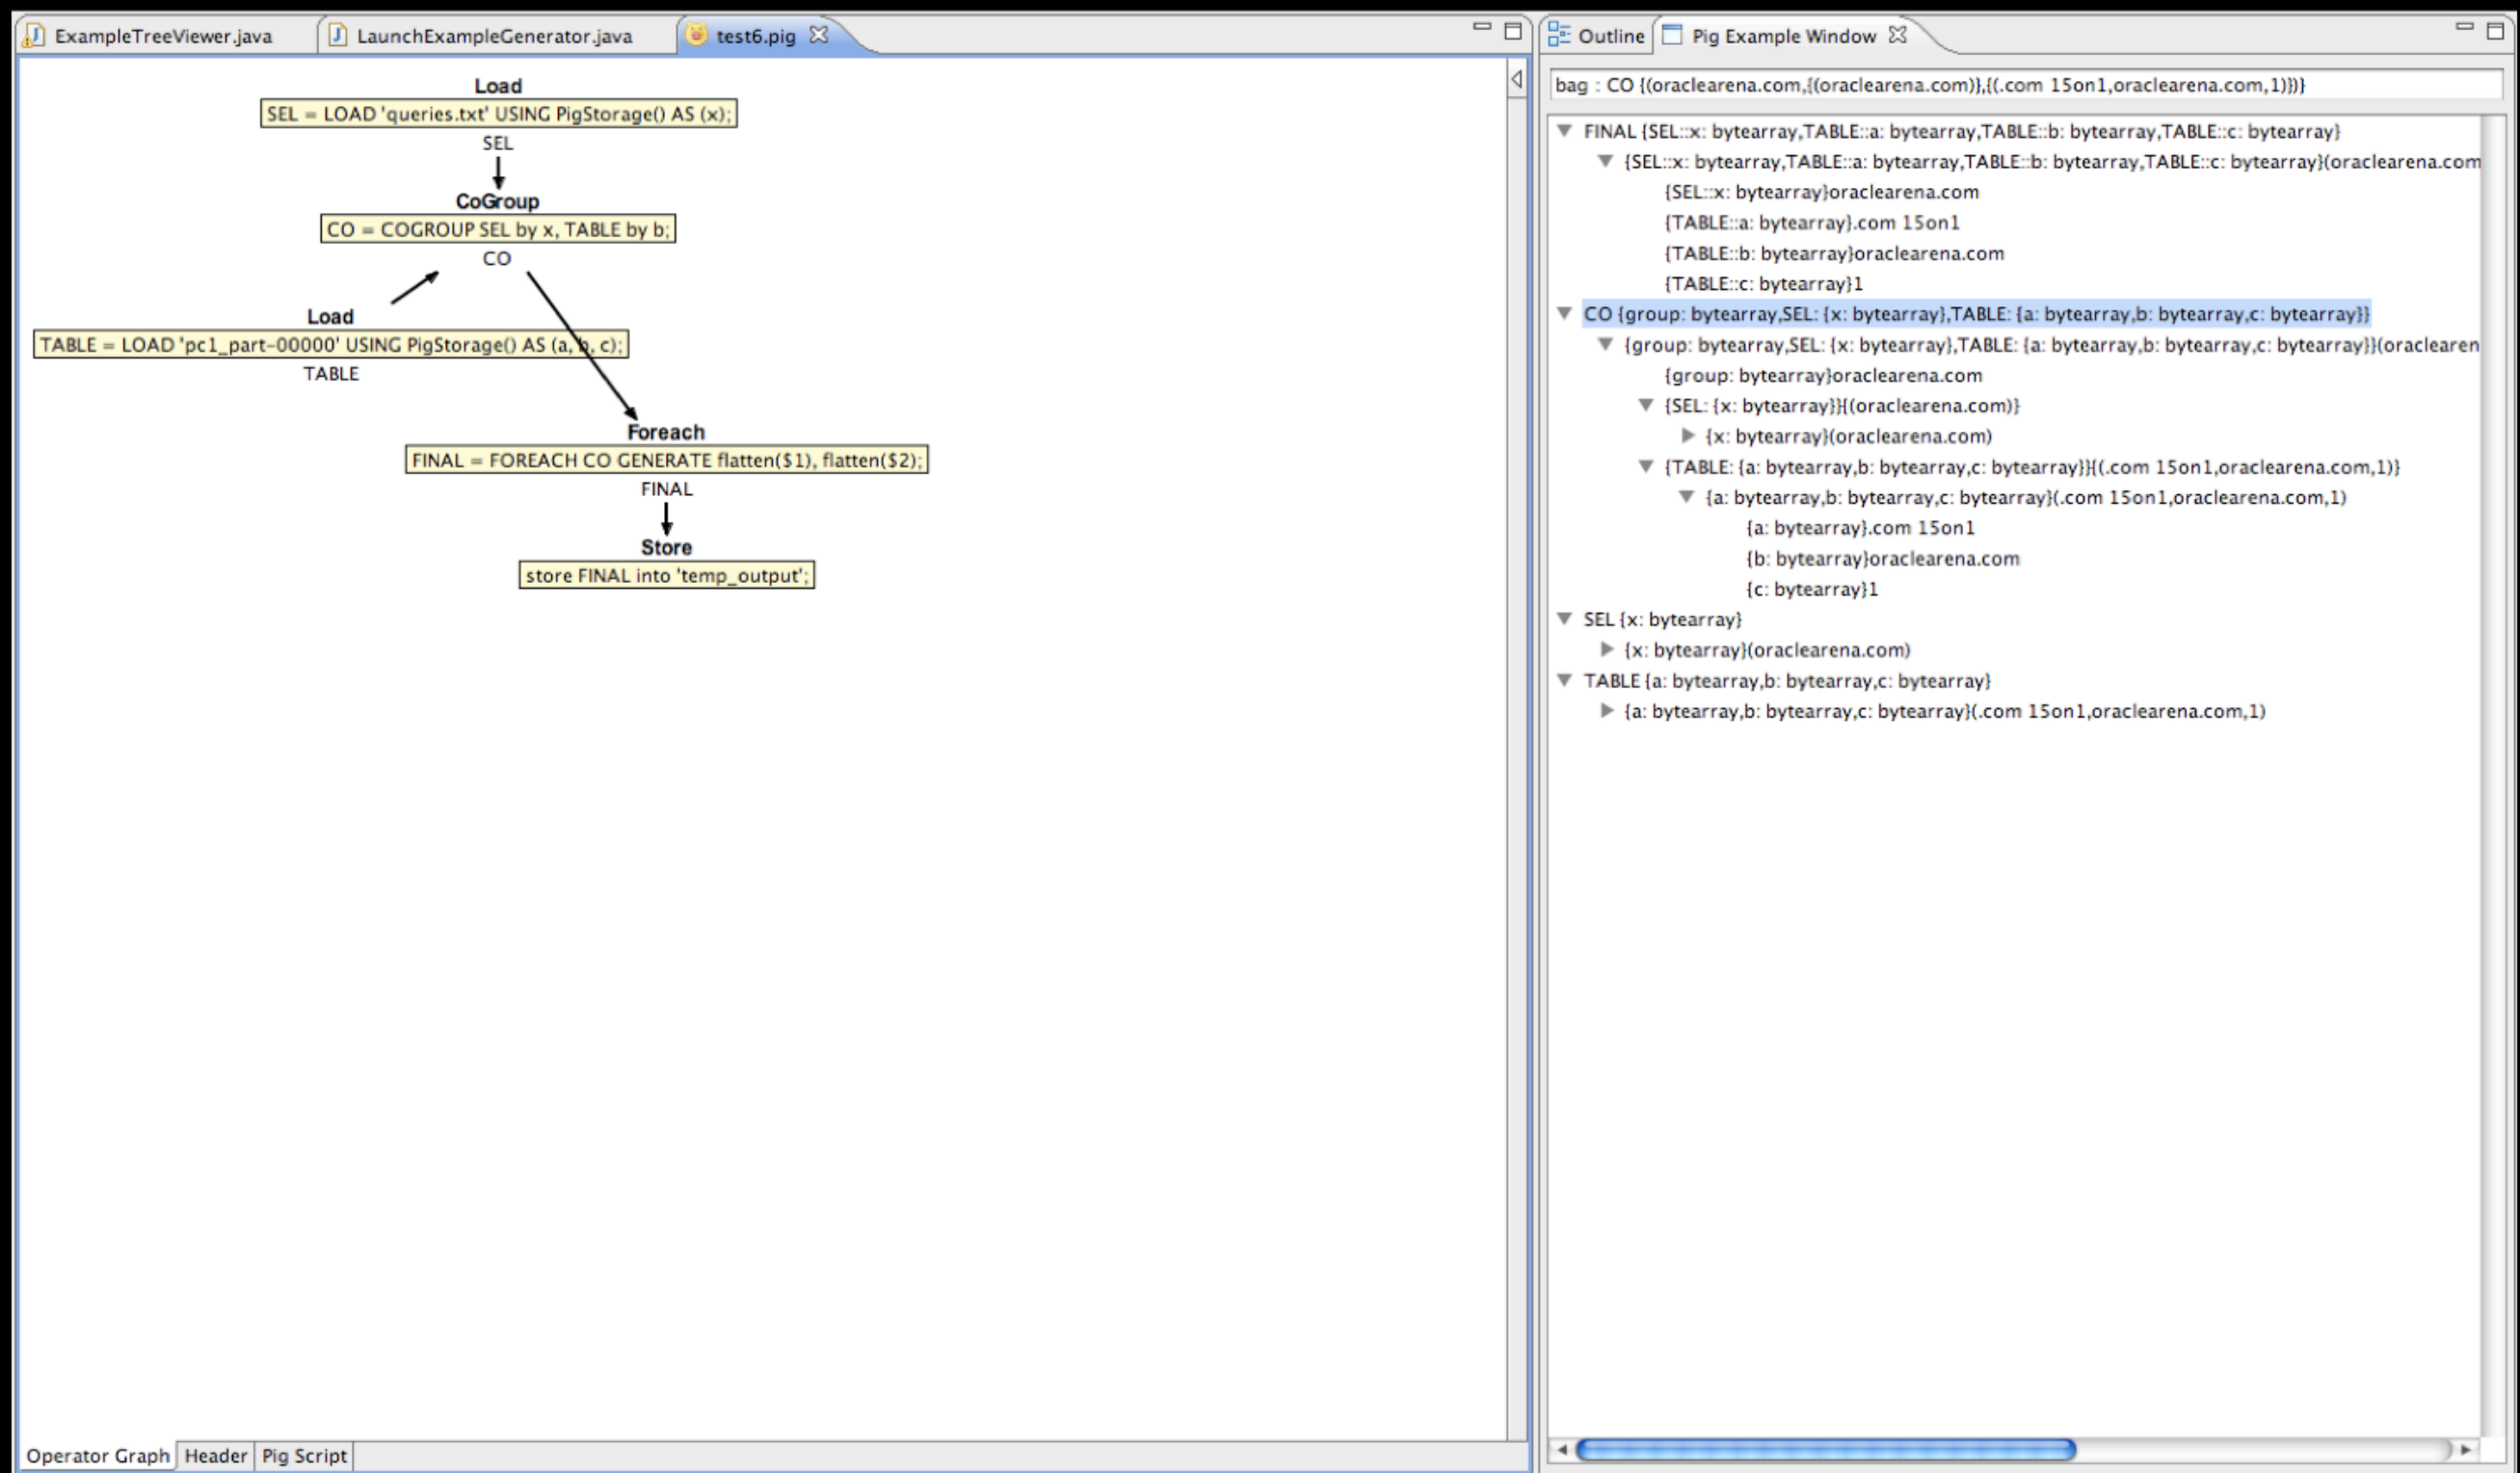 ExampleTreeViewer.java
LaunchExampleGenerator.java
test6.pig
Load
SEL = LOAD 'queries.txt' USING PigStorage() AS (x);
SEL
CoGroup
CO = COGROUP SEL by x, TABLE by b;
CO
Load
TABLE = LOAD 'pc1_part-00000' USING PigStorage() AS (a, b, c);
TABLE
Foreach
FINAL = FOREACH CO GENERATE flatten($1), flatten($2);
FINAL
Store
store FINAL into 'temp_output';
Operator Graph
Header
Pig Script
Outline
Pig Example Window
bag : CO {(oraclearena.com,{(oraclearena.com)},{(.com 15on1,oraclearena.com,1)})}
FINAL {SEL::x: bytearray,TABLE::a: bytearray,TABLE::b: bytearray,TABLE::c: bytearray}
{SEL::x: bytearray,TABLE::a: bytearray,TABLE::b: bytearray,TABLE::c: bytearray}(oraclearena.com
{SEL::x: bytearray}oraclearena.com
{TABLE::a: bytearray}.com 15on1
{TABLE::b: bytearray}oraclearena.com
{TABLE::c: bytearray}1
CO {group: bytearray,SEL: {x: bytearray},TABLE: {a: bytearray,b: bytearray,c: bytearray}}
{group: bytearray,SEL: {x: bytearray},TABLE: {a: bytearray,b: bytearray,c: bytearray}}(oraclearen
{group: bytearray}oraclearena.com
{SEL: {x: bytearray}}{(oraclearena.com)}
{x: bytearray}(oraclearena.com)
{TABLE: {a: bytearray,b: bytearray,c: bytearray}}{(.com 15on1,oraclearena.com,1)}
{a: bytearray,b: bytearray,c: bytearray}(.com 15on1,oraclearena.com,1)
{a: bytearray}.com 15on1
{b: bytearray}oraclearena.com
{c: bytearray}1
SEL {x: bytearray}
{x: bytearray}(oraclearena.com)
TABLE {a: bytearray,b: bytearray,c: bytearray}
{a: bytearray,b: bytearray,c: bytearray}(.com 15on1,oraclearena.com,1)